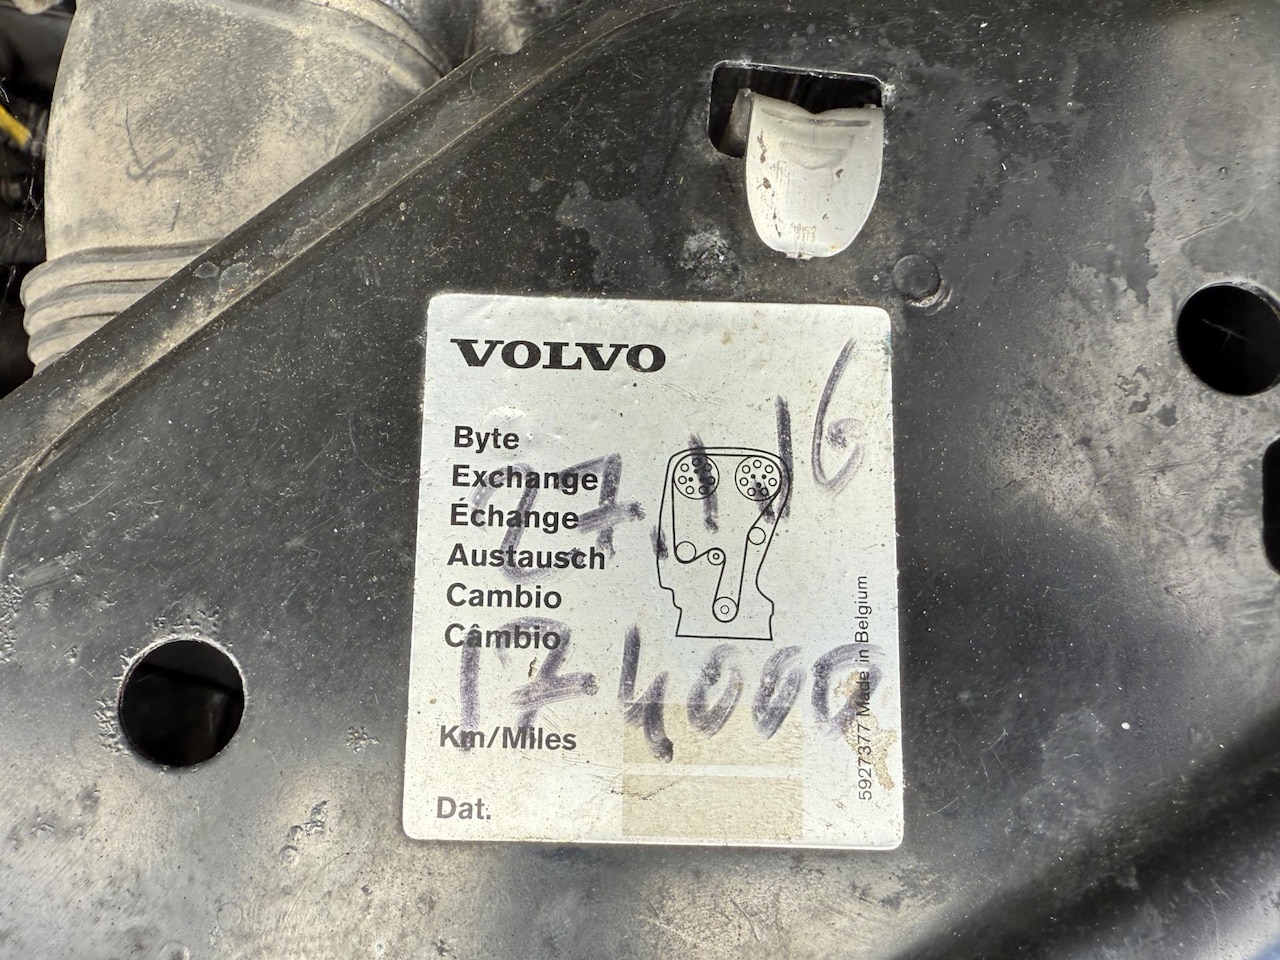 VOLVO
Byte
Exchange
Échange
Austausch
Cambio
Câmbio
27.1.16
174000
Km/Miles
Dat.
5927377 Made in Belgium